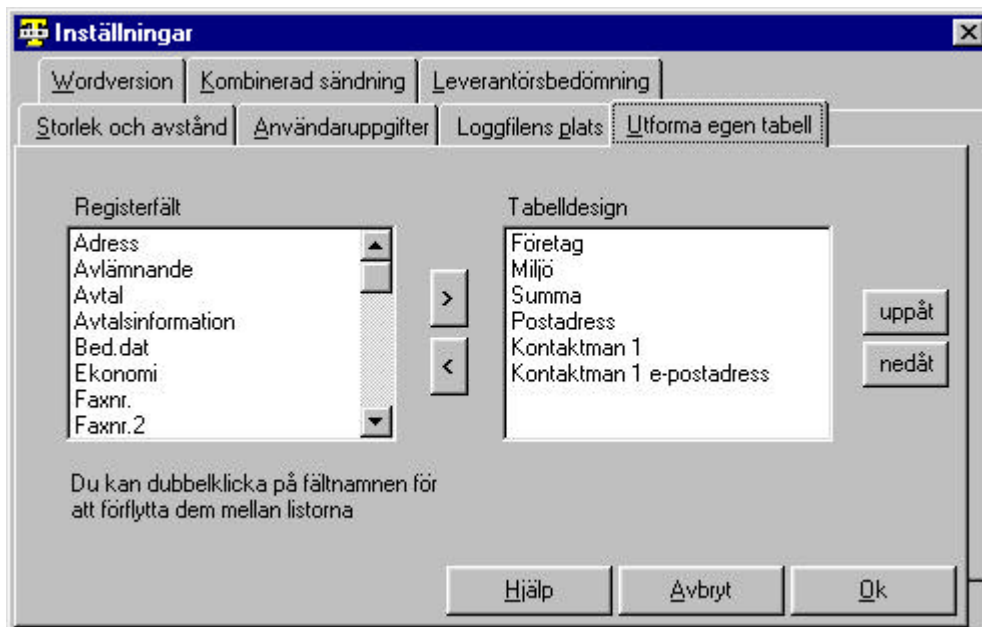 Inställningar
Wordversion
Kombinerad sändning
Leverantörsbedömning
Storlek och avstånd
Användaruppgifter
Loggfilens plats
Utforma egen tabell
Registerfält
Adress
Avlämnande
Avtal
Avtalsinformation
Bed.dat
Ekonomi
Faxnr.
Faxnr.2
>
<
Tabelldesign
Företag
Miljö
Summa
Postadress
Kontaktman 1
Kontaktman 1 e-postadress
uppåt
nedåt
Du kan dubbelklicka på fältnamnen för
att förflytta dem mellan listorna
Hjälp
Avbryt
Ok